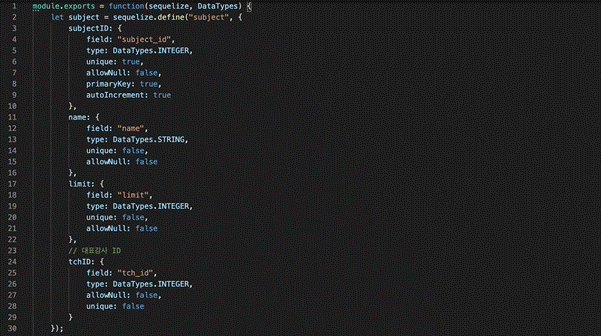 1 module.exports = function(sequelize, DataTypes) {
2 let subject = sequelize.define("subject", {
3 subjectID: {
4 field: "subject_id",
5 type: DataTypes.INTEGER,
6 unique: true,
7 allowNull: false,
8 primaryKey: true,
9 autoIncrement: true
10 },
11 name: {
12 field: "name",
13 type: DataTypes.STRING,
14 unique: false,
15 allowNull: false
16 },
17 limit: {
18 field: "limit",
19 type: DataTypes.INTEGER,
20 unique: false,
21 allowNull: false
22 },
23 // 대표강사 ID
24 tchID: {
25 field: "tch_id",
26 type: DataTypes.INTEGER,
27 allowNull: false,
28 unique: false
29 }
30 });